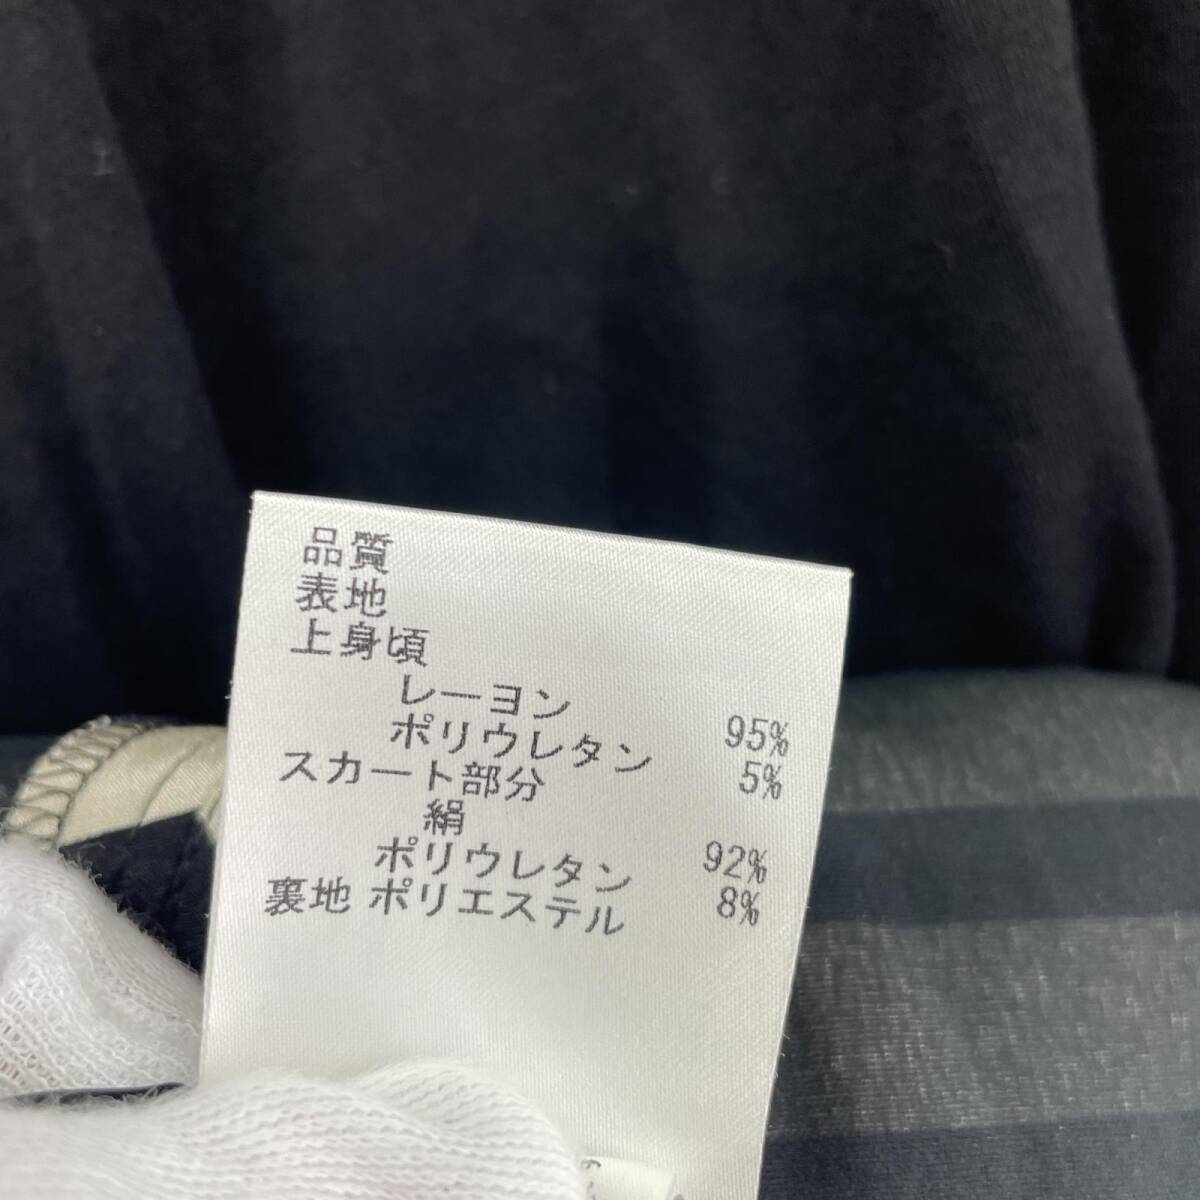 品質
表地
上身頃
レーヨン 95%
ポリウレタン 5%
スカート部分
絹 92%
ポリウレタン 8%
裏地 ポリエステル